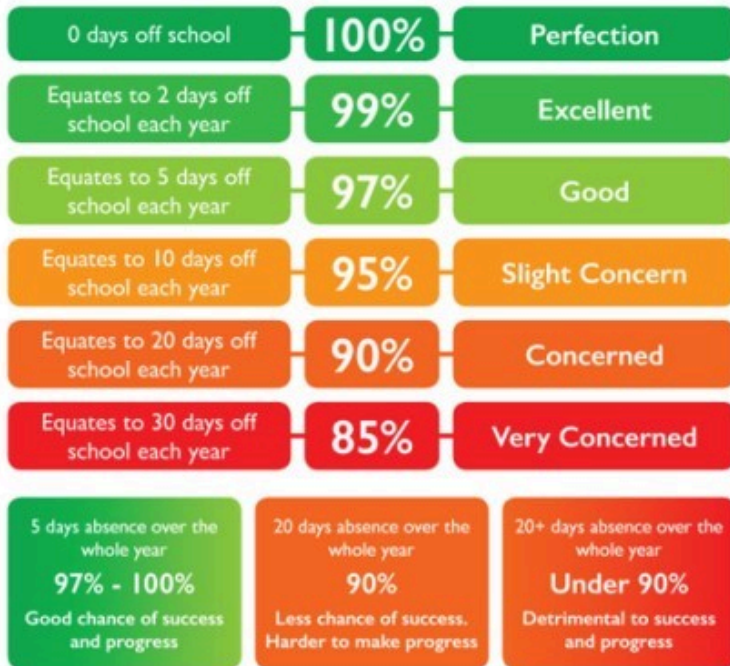 0 days off school
100%
Perfection
Equates to 2 days off
school each year
99%
Excellent
Equates to 5 days off
school each year
97%
Good
Equates to 10 days off
school each year
95%
Slight Concern
Equates to 20 days off
school each year
90%
Concerned
Equates to 30 days off
school each year
85%
Very Concerned
5 days absence over the
whole year
97% - 100%
Good chance of success
and progress
20 days absence over the
whole year
90%
Less chance of success.
Harder to make progress
20+ days absence over the
whole year
Under 90%
Detrimental to success
and progress